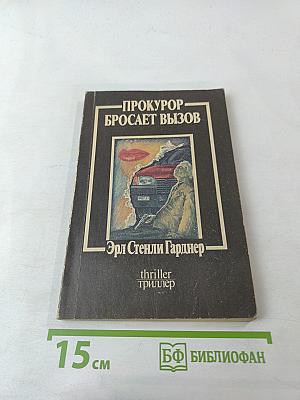 ПРОКУРОР
БРОСАЕТ ВЫЗОВ
Эрл Стенли Гарднер
thriller
триллер
15 см
БФ БИБЛИОФАН